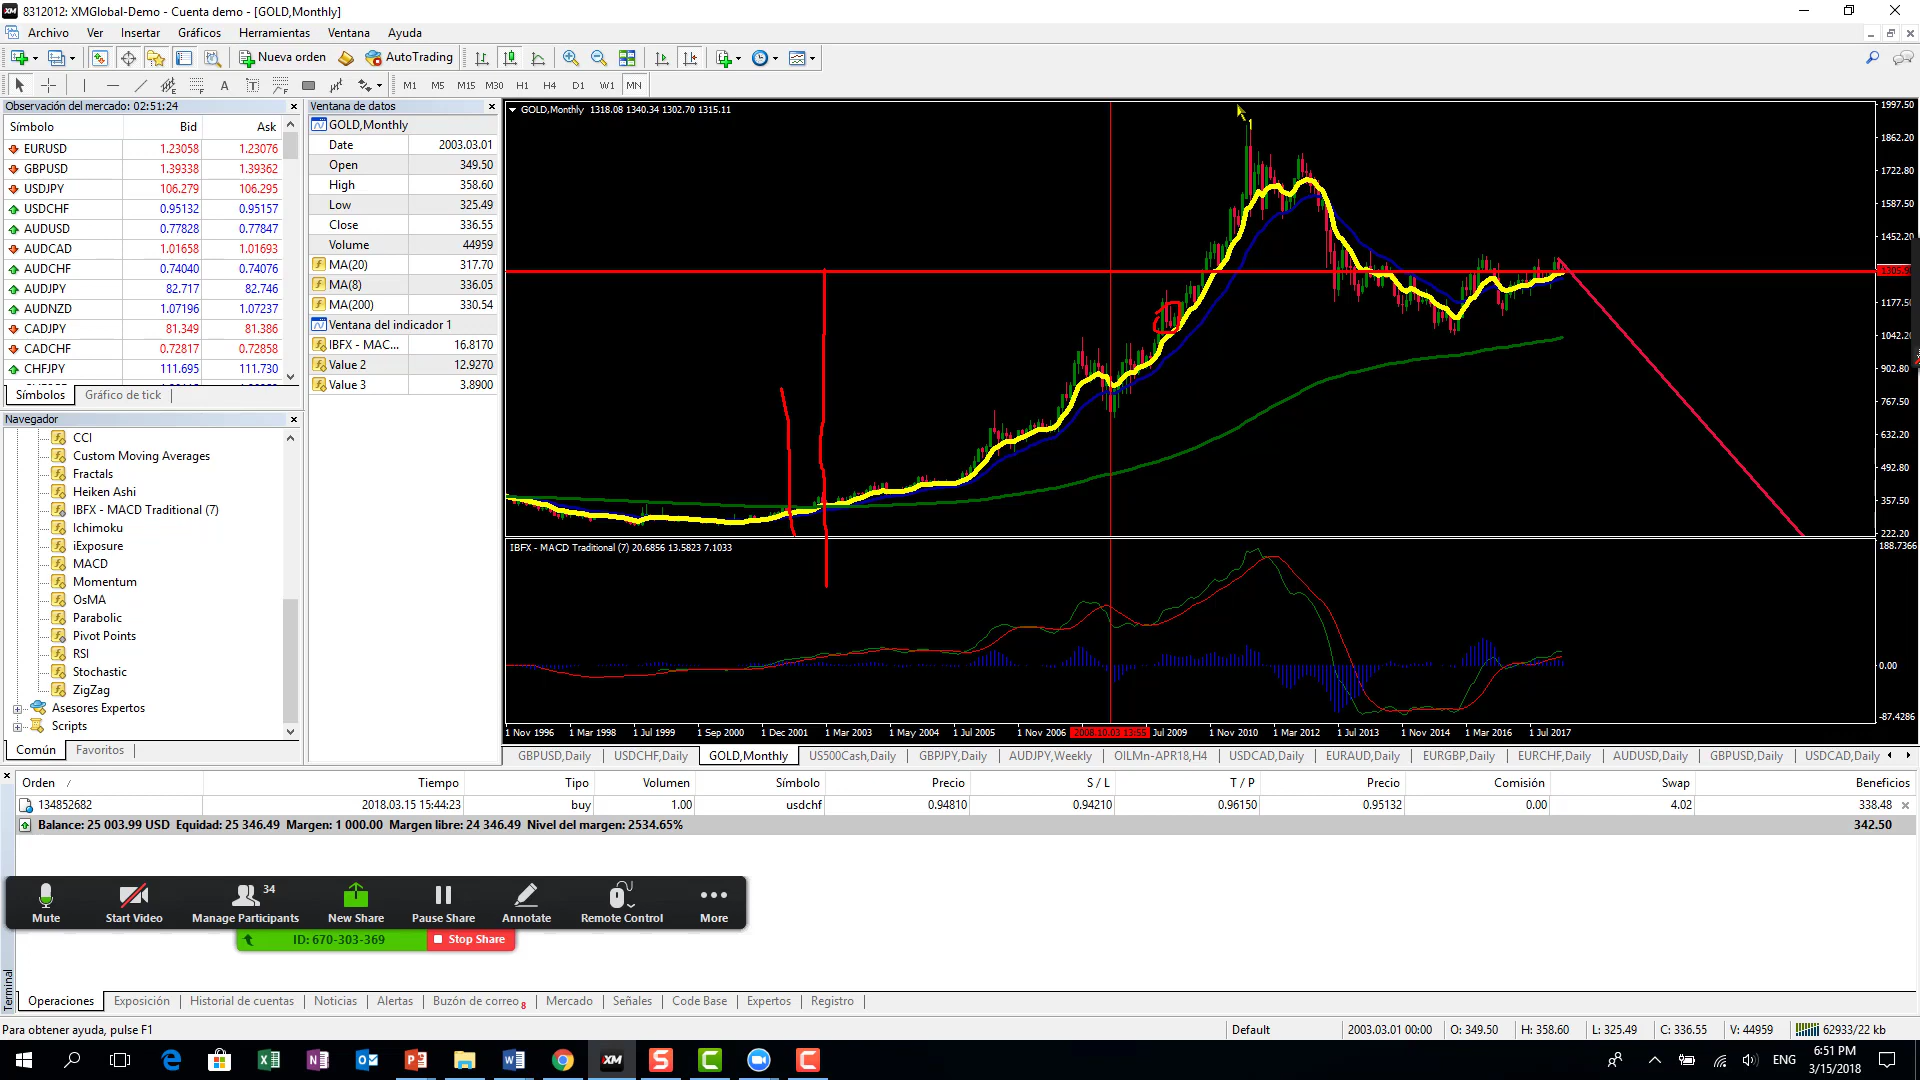 8312012: XMGlobal-Demo - Cuenta demo - [GOLD,Monthly]
Archivo Ver Insertar Gráficos Herramientas Ventana Ayuda
Nueva orden AutoTrading
A T M1 M5 M15 M30 H1 H4 D1 W1 MN
Observación del mercado: 02:51:24
Símbolo Bid Ask
EURUSD 1.23058 1.23076
GBPUSD 1.39338 1.39362
USDJPY 106.279 106.295
USDCHF 0.95132 0.95157
AUDUSD 0.77828 0.77847
AUDCAD 1.01658 1.01693
AUDCHF 0.74040 0.74076
AUDJPY 82.717 82.746
AUDNZD 1.07196 1.07237
CADJPY 81.349 81.386
CADCHF 0.72817 0.72858
CHFJPY 111.695 111.730
Símbolos Gráfico de tick
Ventana de datos
GOLD,Monthly
Date 2003.03.01
Open 349.50
High 358.60
Low 325.49
Close 336.55
Volume 44959
MA(20) 317.70
MA(8) 336.05
MA(200) 330.54
Ventana del indicador 1
IBFX - MAC... 16.8170
Value 2 12.9270
Value 3 3.8900
Navegador
CCI
Custom Moving Averages
Fractals
Heiken Ashi
IBFX - MACD Traditional (7)
Ichimoku
iExposure
MACD
Momentum
OsMA
Parabolic
Pivot Points
RSI
Stochastic
ZigZag
Asesores Expertos
Scripts
Común Favoritos
GOLD,Monthly 1318.08 1340.34 1302.70 1315.11
1997.50
1862.20
1722.80
1587.50
1452.20
1305.9
1177.50
1042.20
902.80
767.50
632.20
492.80
357.50
222.20
IBFX - MACD Traditional (7) 20.6856 13.5823 7.1033
188.7366
0.00
-87.4286
1 Nov 1996 1 Mar 1998 1 Jul 1999 1 Sep 2000 1 Dec 2001 1 Mar 2003 1 May 2004 1 Jul 2005 1 Nov 2006 2008.10.03 13:55 Jul 2009 1 Nov 2010 1 Mar 2012 1 Jul 2013 1 Nov 2014 1 Mar 2016 1 Jul 2017
GBPUSD,Daily USDCHF,Daily GOLD,Monthly US500Cash,Daily GBPJPY,Daily AUDJPY,Weekly OILMn-APR18,H4 USDCAD,Daily EURAUD,Daily EURGBP,Daily EURCHF,Daily AUDUSD,Daily GBPUSD,Daily USDCAD,Daily
Orden / Tiempo Tipo Volumen Símbolo Precio S / L T / P Precio Comisión Swap Beneficios
134852682 2018.03.15 15:44:23 buy 1.00 usdchf 0.94810 0.94210 0.96150 0.95132 0.00 4.02 338.48
Balance: 25 003.99 USD Equidad: 25 346.49 Margen: 1 000.00 Margen libre: 24 346.49 Nivel del margen: 2534.65% 342.50
34
Mute Start Video Manage Participants New Share Pause Share Annotate Remote Control More
ID: 670-303-369 Stop Share
Terminal
Operaciones Exposición Historial de cuentas Noticias Alertas Buzón de correo 8 Mercado Señales Code Base Expertos Registro
Para obtener ayuda, pulse F1 Default 2003.03.01 00:00 O: 349.50 H: 358.60 L: 325.49 C: 336.55 V: 44959 62933/22 kb
ENG 6:51 PM
3/15/2018